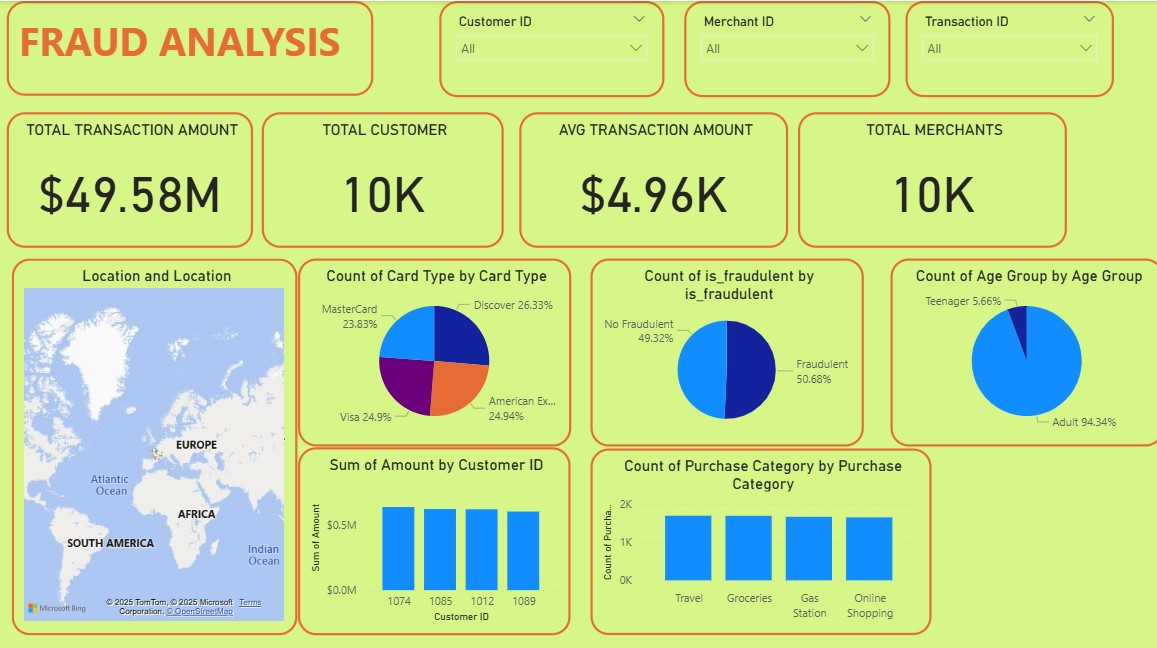 FRAUD ANALYSIS
Customer ID
All
Merchant ID
All
Transaction ID
All
TOTAL TRANSACTION AMOUNT
$49.58M
TOTAL CUSTOMER
10K
AVG TRANSACTION AMOUNT
$4.96K
TOTAL MERCHANTS
10K
Location and Location
EUROPE
Atlantic
Ocean
AFRICA
SOUTH AMERICA
Indian
Ocean
Microsoft Bing
© 2025 TomTom, © 2025 Microsoft Terms
Corporation, © OpenStreetMap
Count of Card Type by Card Type
MasterCard
23.83%
Discover 26.33%
Visa 24.9%
American Ex...
24.94%
Count of is_fraudulent by
is_fraudulent
No Fraudulent
49.32%
Fraudulent
50.68%
Count of Age Group by Age Group
Teenager 5.66%
Adult 94.34%
Sum of Amount by Customer ID
Sum of Amount
$0.5M
$0.0M
1074
1085
1012
1089
Customer ID
Count of Purchase Category by Purchase
Category
Count of Purcha...
2K
1K
0K
Travel
Groceries
Gas
Station
Online
Shopping